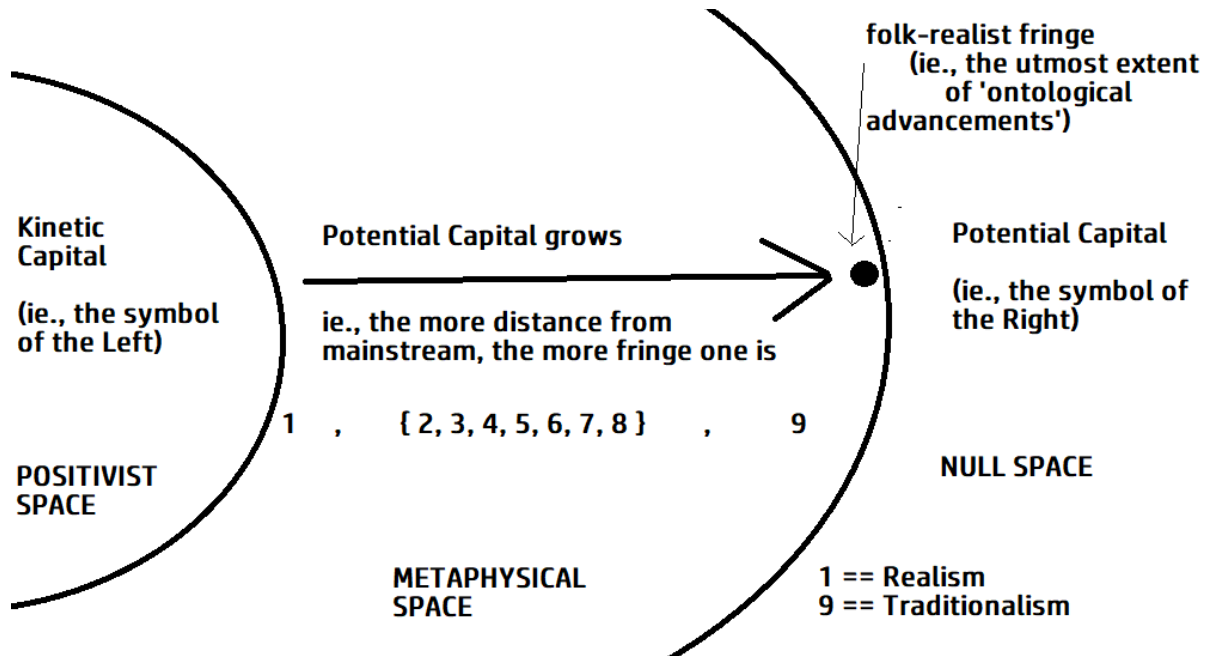 folk-realist fringe
(ie., the utmost extent
of 'ontological
advancements')
Kinetic
Capital
(ie., the symbol
of the Left)
Potential Capital grows
ie., the more distance from
mainstream, the more fringe one is
Potential Capital
(ie., the symbol of
the Right)
1 , { 2, 3, 4, 5, 6, 7, 8 } , 9
POSITIVIST
SPACE
NULL SPACE
METAPHYSICAL
SPACE
1 == Realism
9 == Traditionalism